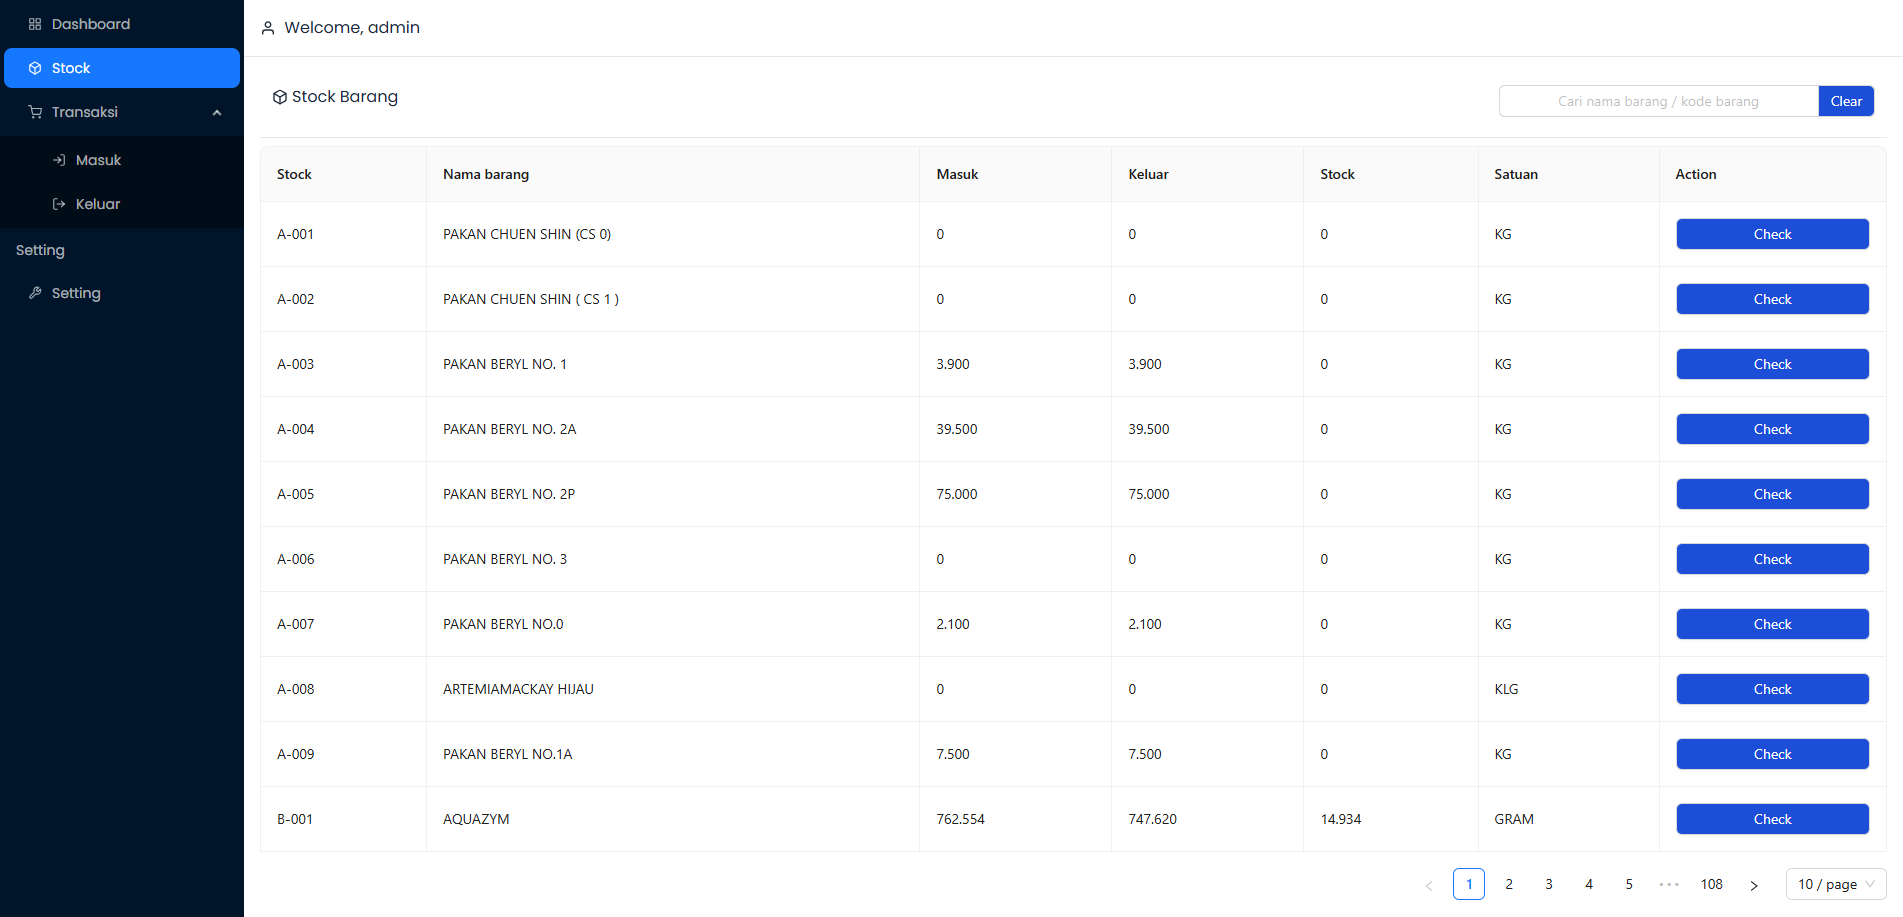 Dashboard
Stock
Transaksi
Masuk
Keluar
Setting
Setting
Welcome, admin
Stock Barang
Cari nama barang / kode barang Clear
Stock Nama barang Masuk Keluar Stock Satuan Action
A-001 PAKAN CHUEN SHIN (CS 0) 0 0 0 KG Check
A-002 PAKAN CHUEN SHIN ( CS 1 ) 0 0 0 KG Check
A-003 PAKAN BERYL NO. 1 3.900 3.900 0 KG Check
A-004 PAKAN BERYL NO. 2A 39.500 39.500 0 KG Check
A-005 PAKAN BERYL NO. 2P 75.000 75.000 0 KG Check
A-006 PAKAN BERYL NO. 3 0 0 0 KG Check
A-007 PAKAN BERYL NO.0 2.100 2.100 0 KG Check
A-008 ARTEMIAMACKAY HIJAU 0 0 0 KLG Check
A-009 PAKAN BERYL NO.1A 7.500 7.500 0 KG Check
B-001 AQUAZYM 762.554 747.620 14.934 GRAM Check
< 1 2 3 4 5 ••• 108 > 10 / page